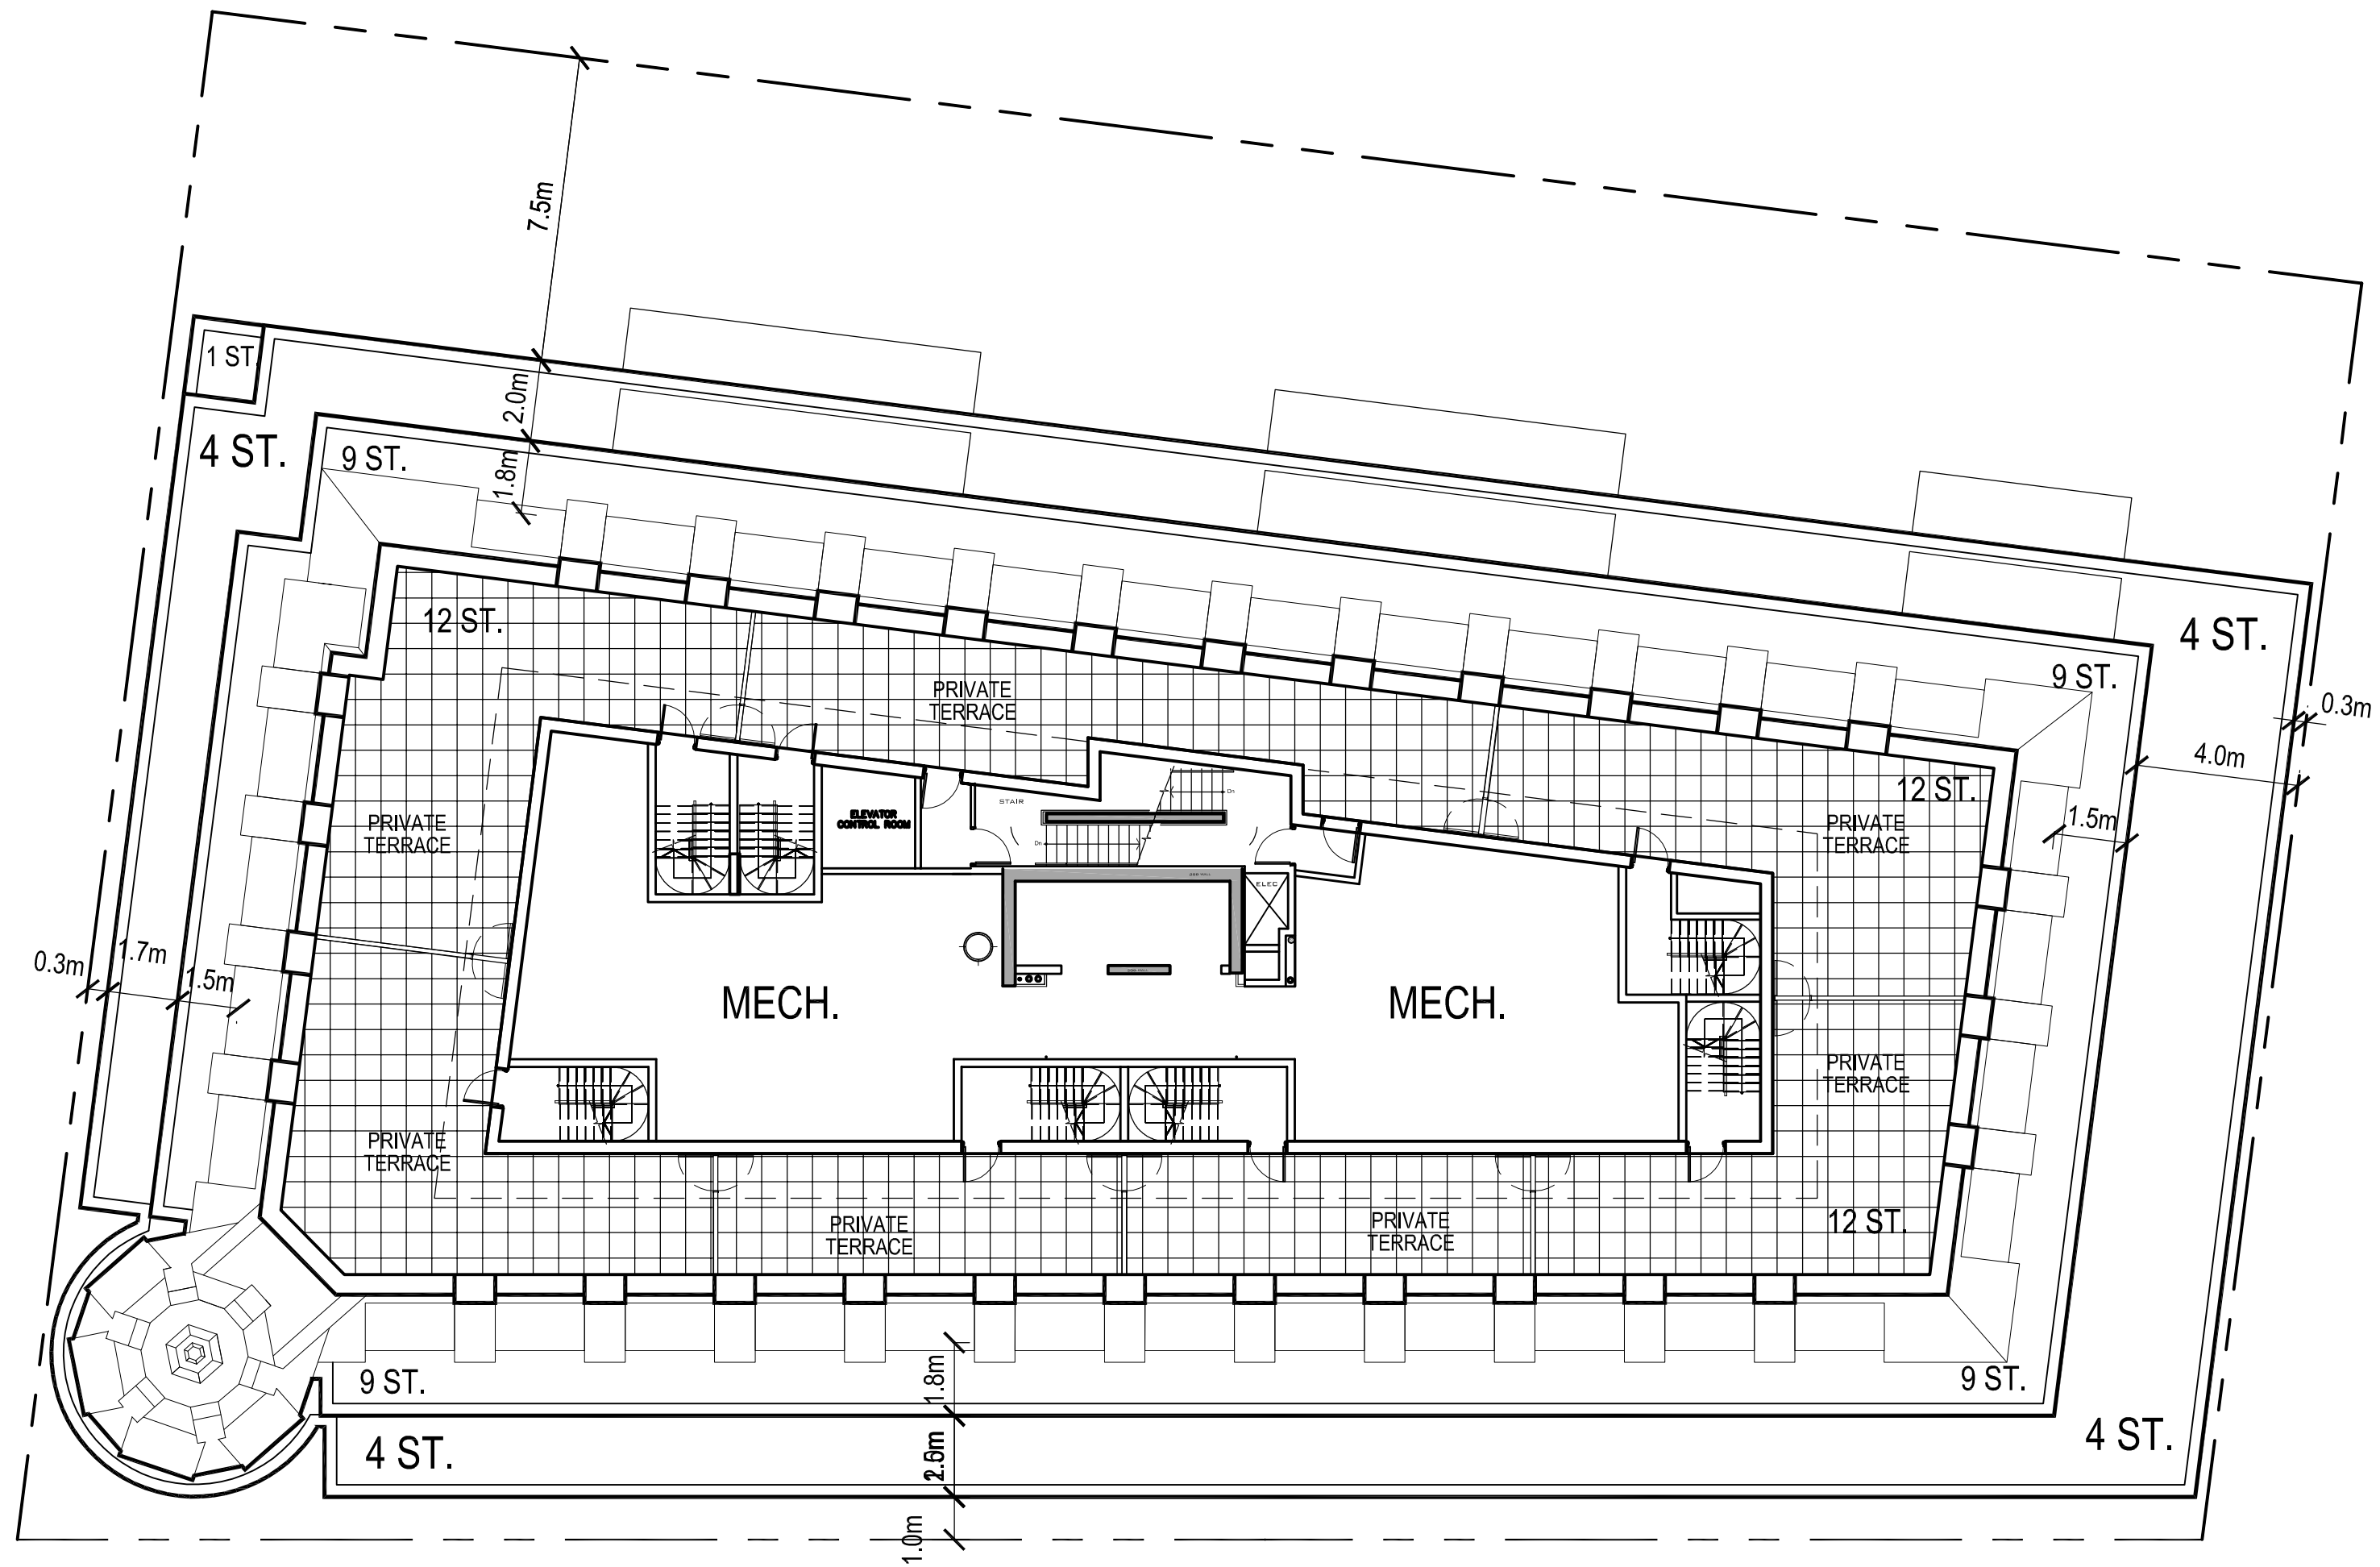 7.5m
1 ST.
2.0m
4 ST.
9 ST.
1.8m
12 ST.
4 ST.
9 ST.
PRIVATE
TERRACE
0.3m
4.0m
12 ST.
STAIR
Dn
ELEVATOR
CONTROL ROOM
PRIVATE
TERRACE
PRIVATE
TERRACE
1.5m
Dn
ELEC
0.3m
1.7m
1.5m
MECH.
MECH.
PRIVATE
TERRACE
PRIVATE
TERRACE
PRIVATE
TERRACE
PRIVATE
TERRACE
12 ST.
9 ST.
1.8m
9 ST.
4 ST.
4 ST.
1.0m